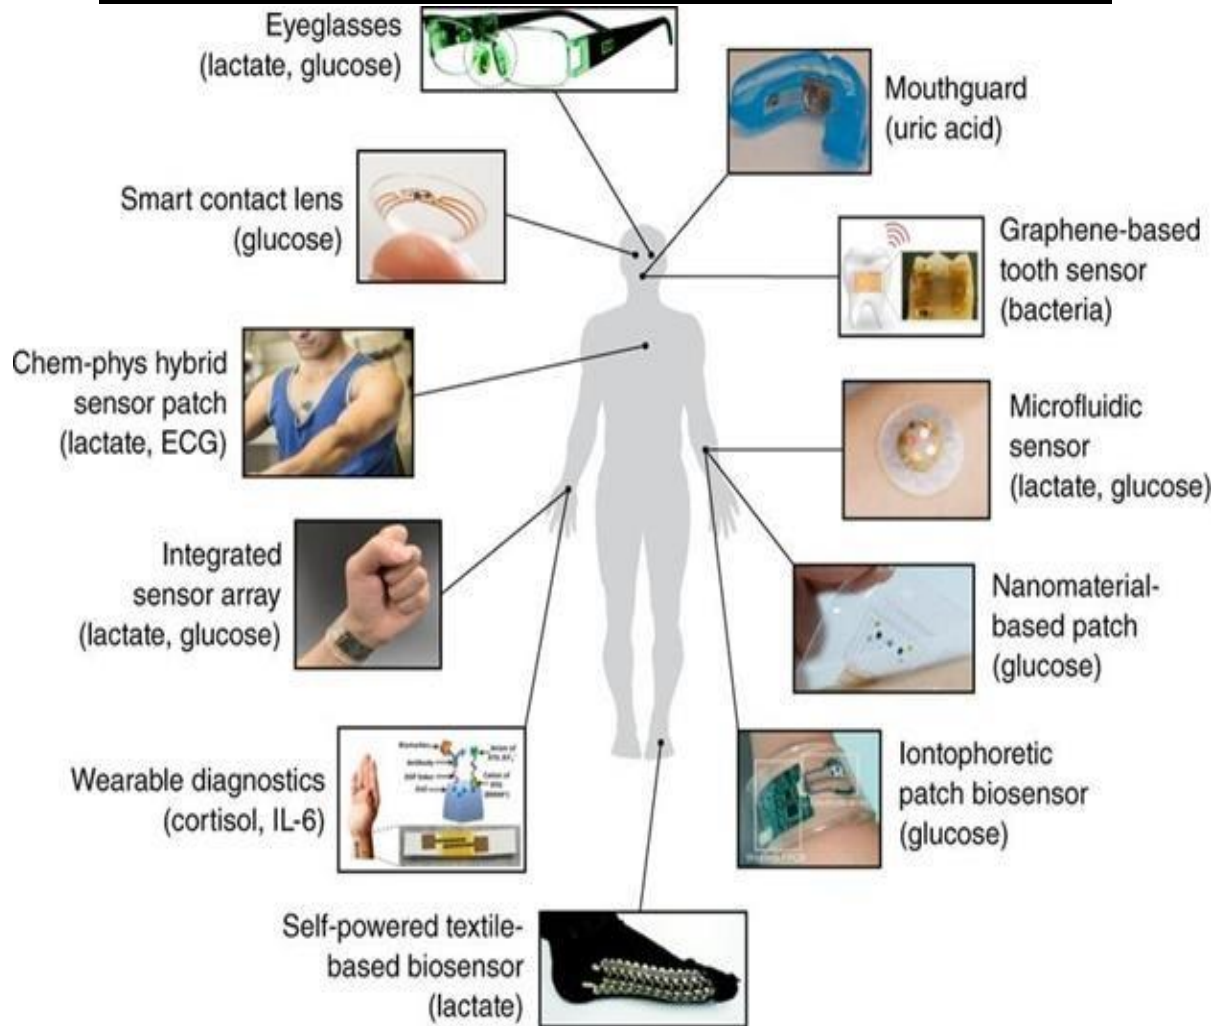 Eyeglasses
(lactate, glucose)
Mouthguard
(uric acid)
Smart contact lens
(glucose)
Graphene-based
tooth sensor
(bacteria)
Chem-phys hybrid
sensor patch
(lactate, ECG)
Microfluidic
sensor
(lactate, glucose)
Integrated
sensor array
(lactate, glucose)
Nanomaterial-
based patch
(glucose)
Wearable diagnostics
(cortisol, IL-6)
Antibody
Iontophoretic
patch biosensor
(glucose)
Self-powered textile-
based biosensor
(lactate)